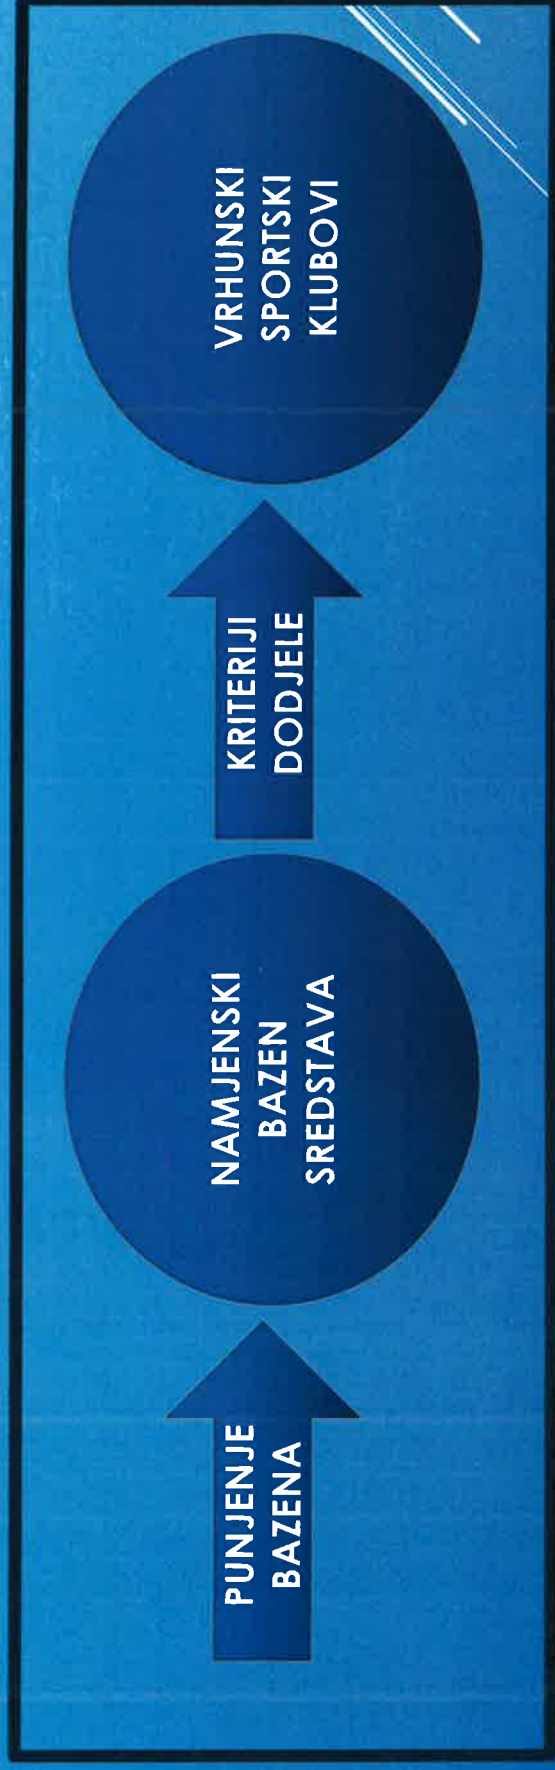 PUNJENJE
BAZENA
NAMJENSKI
BAZEN
SREDSTAVA
KRITERIJI
DODJELE
VRHUNSKI
SPORTSKI
KLUBOVI